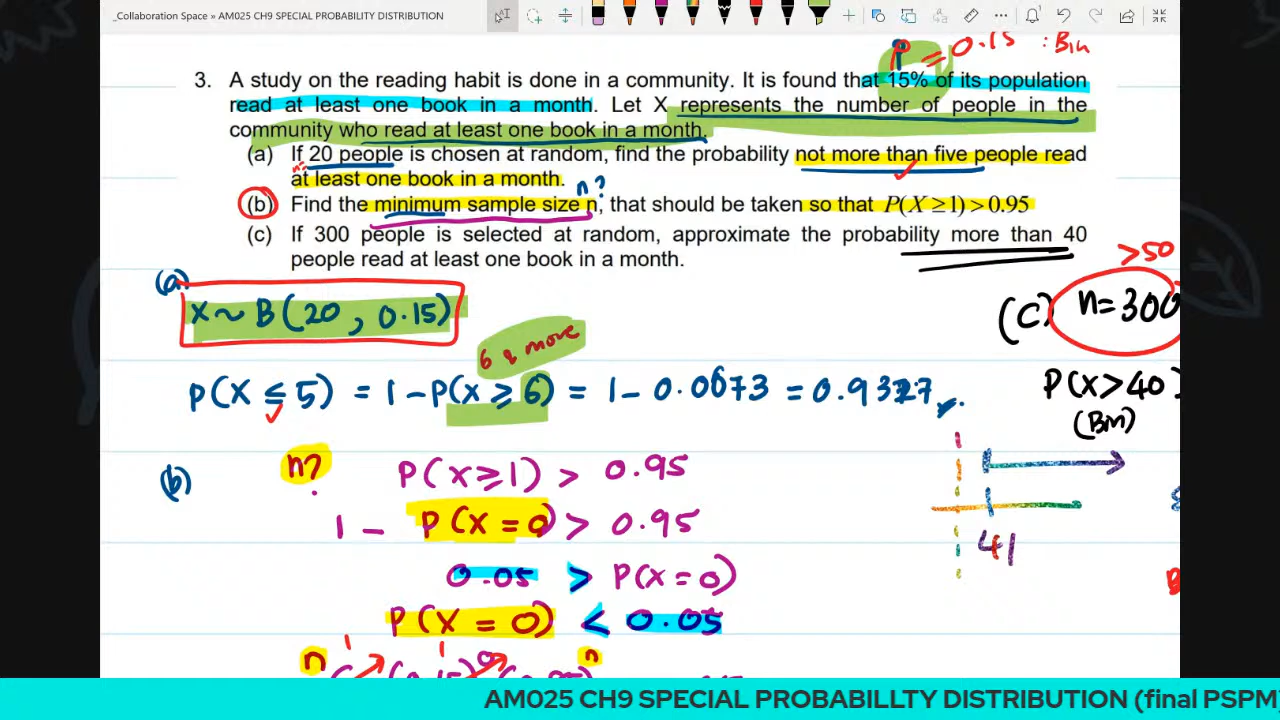 _Collaboration Space » AM025 CH9 SPECIAL PROBABILITY DISTRIBUTION
P = 0.15 : Bin
3. A study on the reading habit is done in a community. It is found that 15% of its population
read at least one book in a month. Let X represents the number of people in the
community who read at least one book in a month.
(a) If 20 people is chosen at random, find the probability not more than five people read
at least one book in a month.
n ?
(b) Find the minimum sample size n, that should be taken so that P(X ≥ 1) > 0.95
(c) If 300 people is selected at random, approximate the probability more than 40
people read at least one book in a month.
>50
(a)
X ~ B(20, 0.15)
(C) n = 300
6 & more
P(X ≤ 5) = 1 - P(X ≥ 6) = 1 - 0.0673 = 0.9327
P(X > 40)
(Bin)
(b) n? P(X ≥ 1) > 0.95
1 - P(X = 0) > 0.95
41
0.05 > P(X = 0)
P(X = 0) < 0.05
n n
AM025 CH9 SPECIAL PROBABILLTY DISTRIBUTION (final PSPM